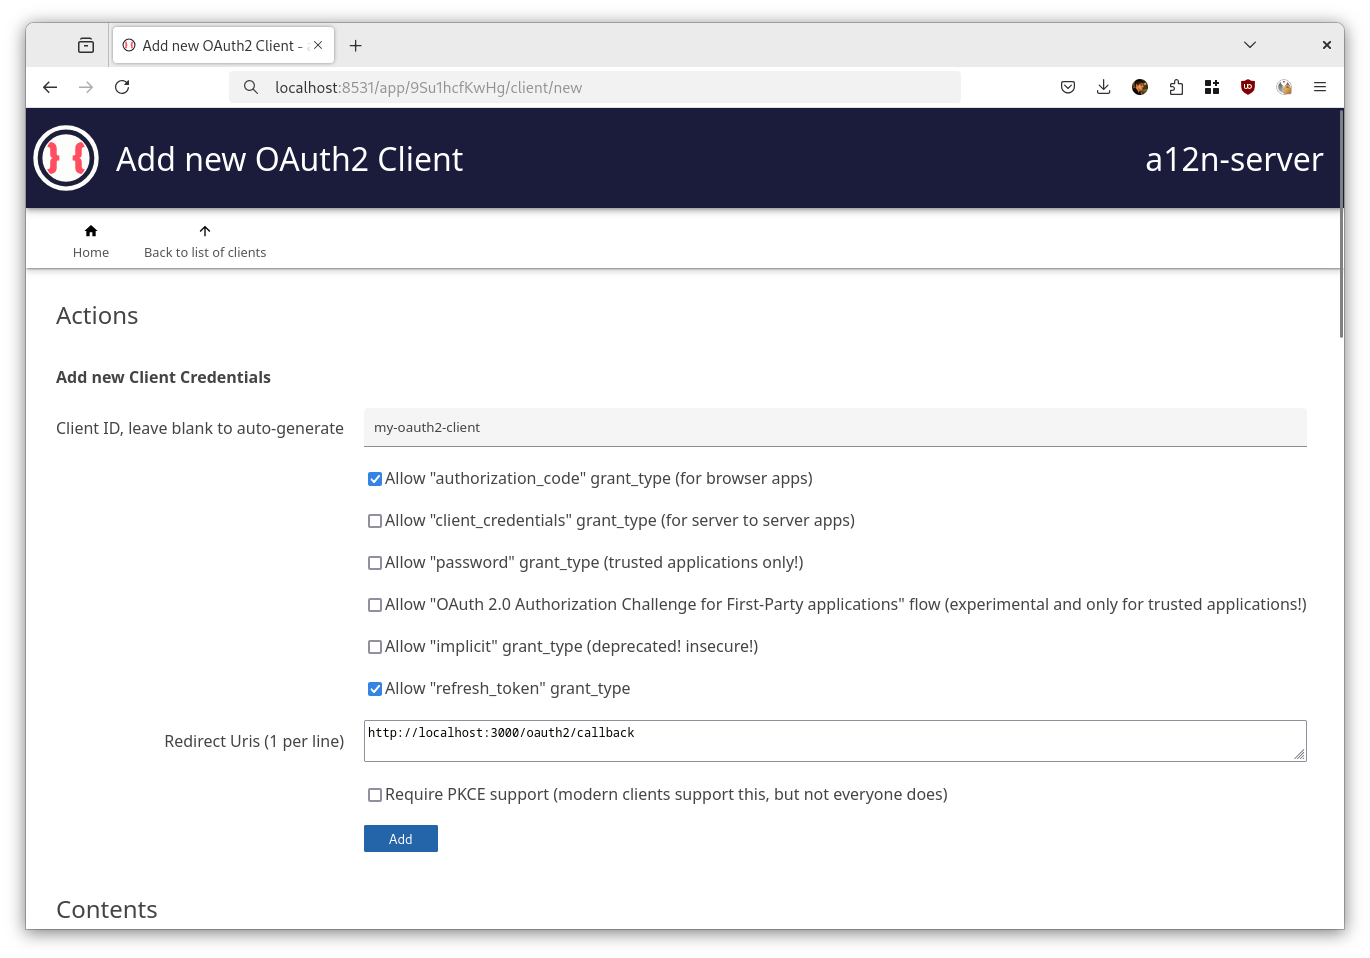 Add new OAuth2 Client -
localhost:8531/app/9Su1hcfKwHg/client/new
Add new OAuth2 Client
a12n-server
Home
Back to list of clients
Actions
Add new Client Credentials
Client ID, leave blank to auto-generate
my-oauth2-client
Allow "authorization_code" grant_type (for browser apps)
Allow "client_credentials" grant_type (for server to server apps)
Allow "password" grant_type (trusted applications only!)
Allow "OAuth 2.0 Authorization Challenge for First-Party applications" flow (experimental and only for trusted applications!)
Allow "implicit" grant_type (deprecated! insecure!)
Allow "refresh_token" grant_type
Redirect Uris (1 per line)
http://localhost:3000/oauth2/callback
Require PKCE support (modern clients support this, but not everyone does)
Add
Contents